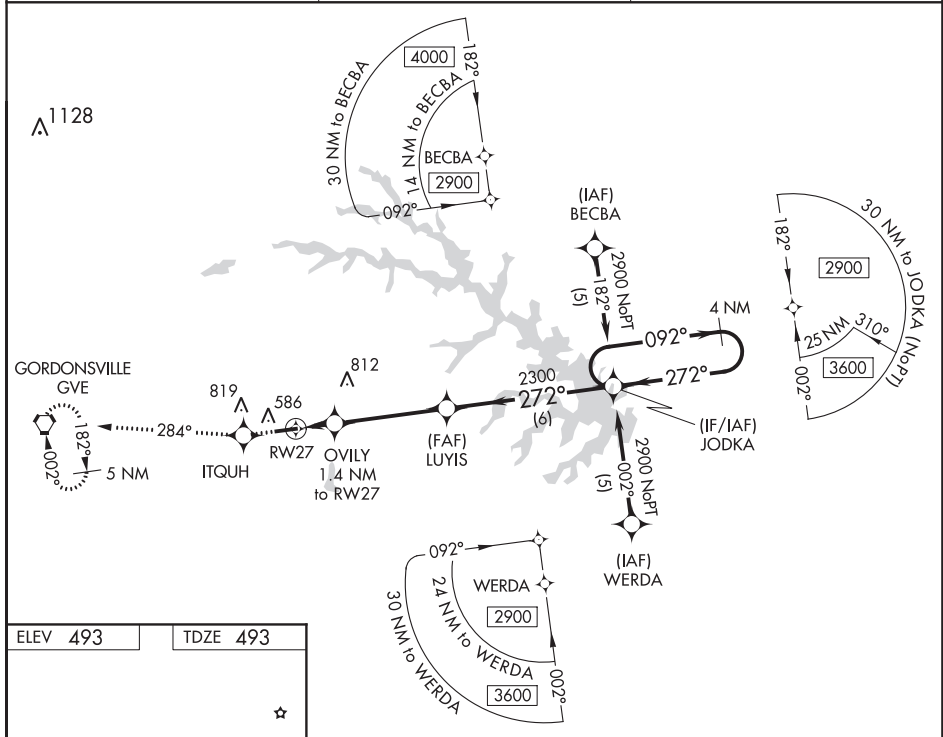 4000
182°
30 NM to BECBA
14 NM to BECBA
BECBA
2900
092°
1128
(IAF)
BECBA
2900 NoPT
182°
(5)
4 NM
092°
272°
182°
30 NM to JODKA (NoPT)
2900
310°
25 NM
3600
002°
GORDONSVILLE
GVE
182°
002°
5 NM
284°
819
586
812
ITQUH
RW27
OVILY
1.4 NM
to RW27
(FAF)
LUYIS
2300
272°
(6)
(IF/IAF)
JODKA
2900 NoPT
002°
(5)
(IAF)
WERDA
092°
WERDA
2900
24 NM to WERDA
30 NM to WERDA
3600
002°
ELEV 493
TDZE 493